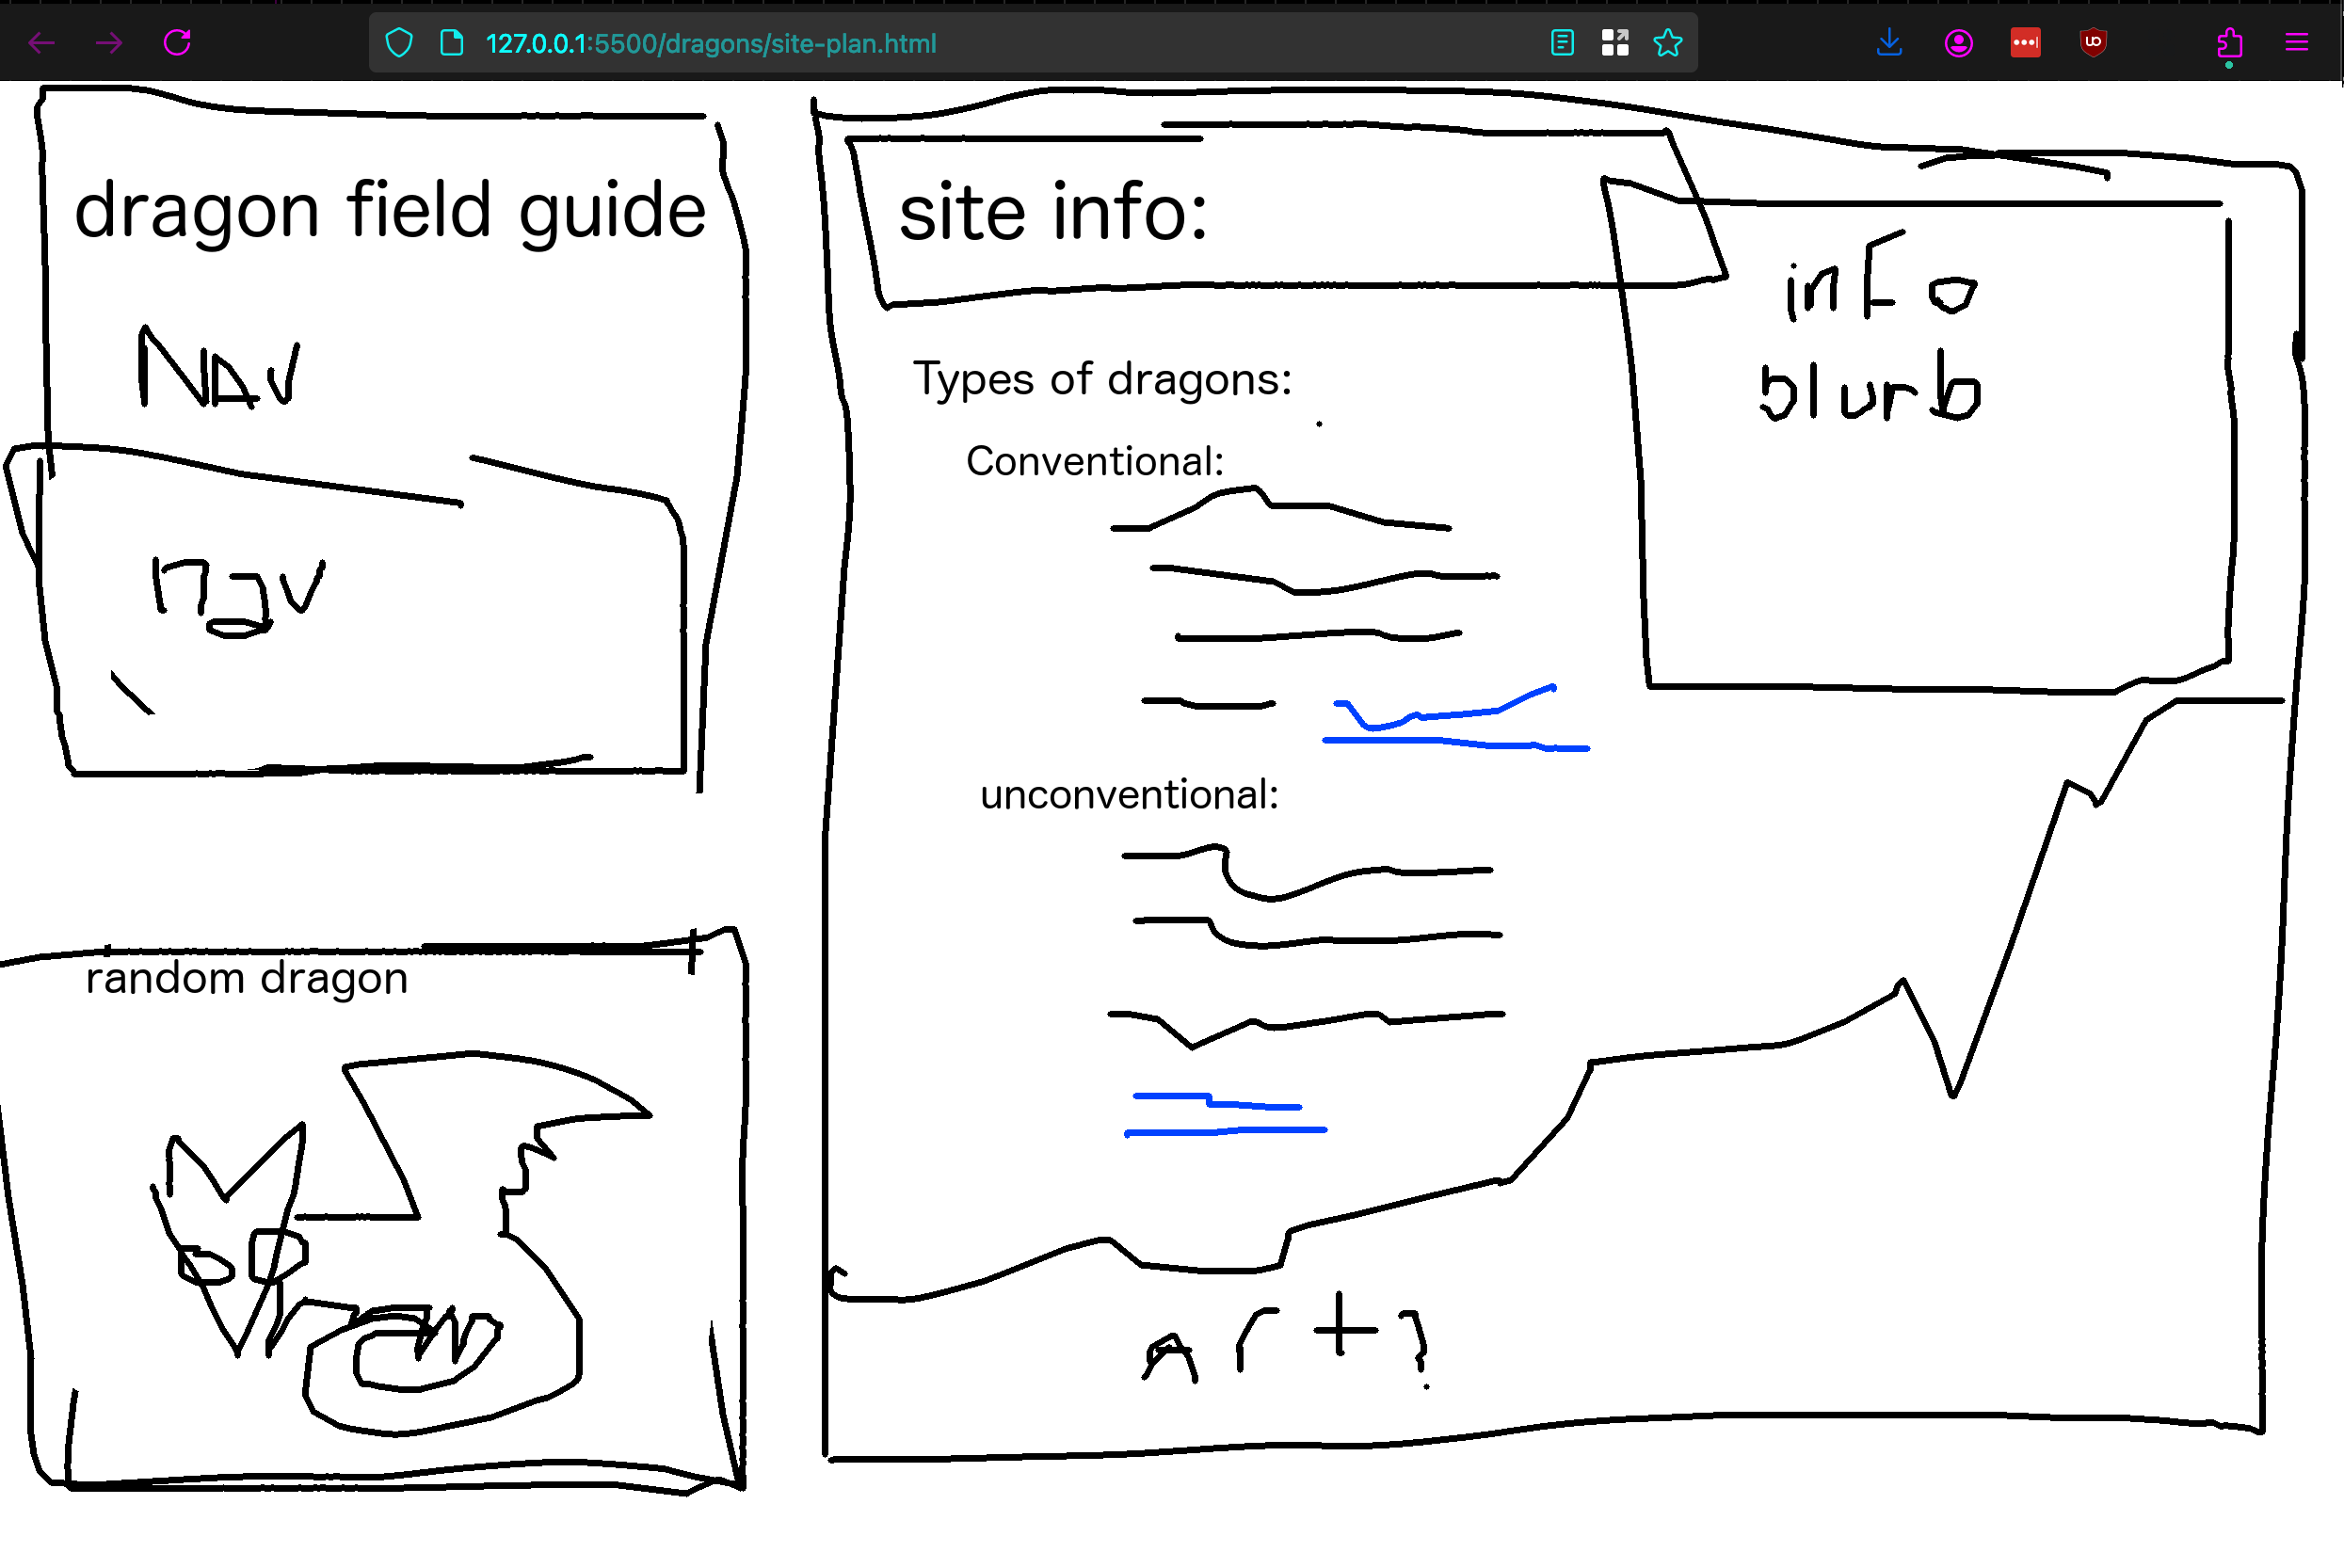 127.0.0.1:5500/dragons/site-plan.html
dragon field guide
NAV
nav
random dragon
site info:
info
blurb
Types of dragons:
Conventional:
unconventional:
art?